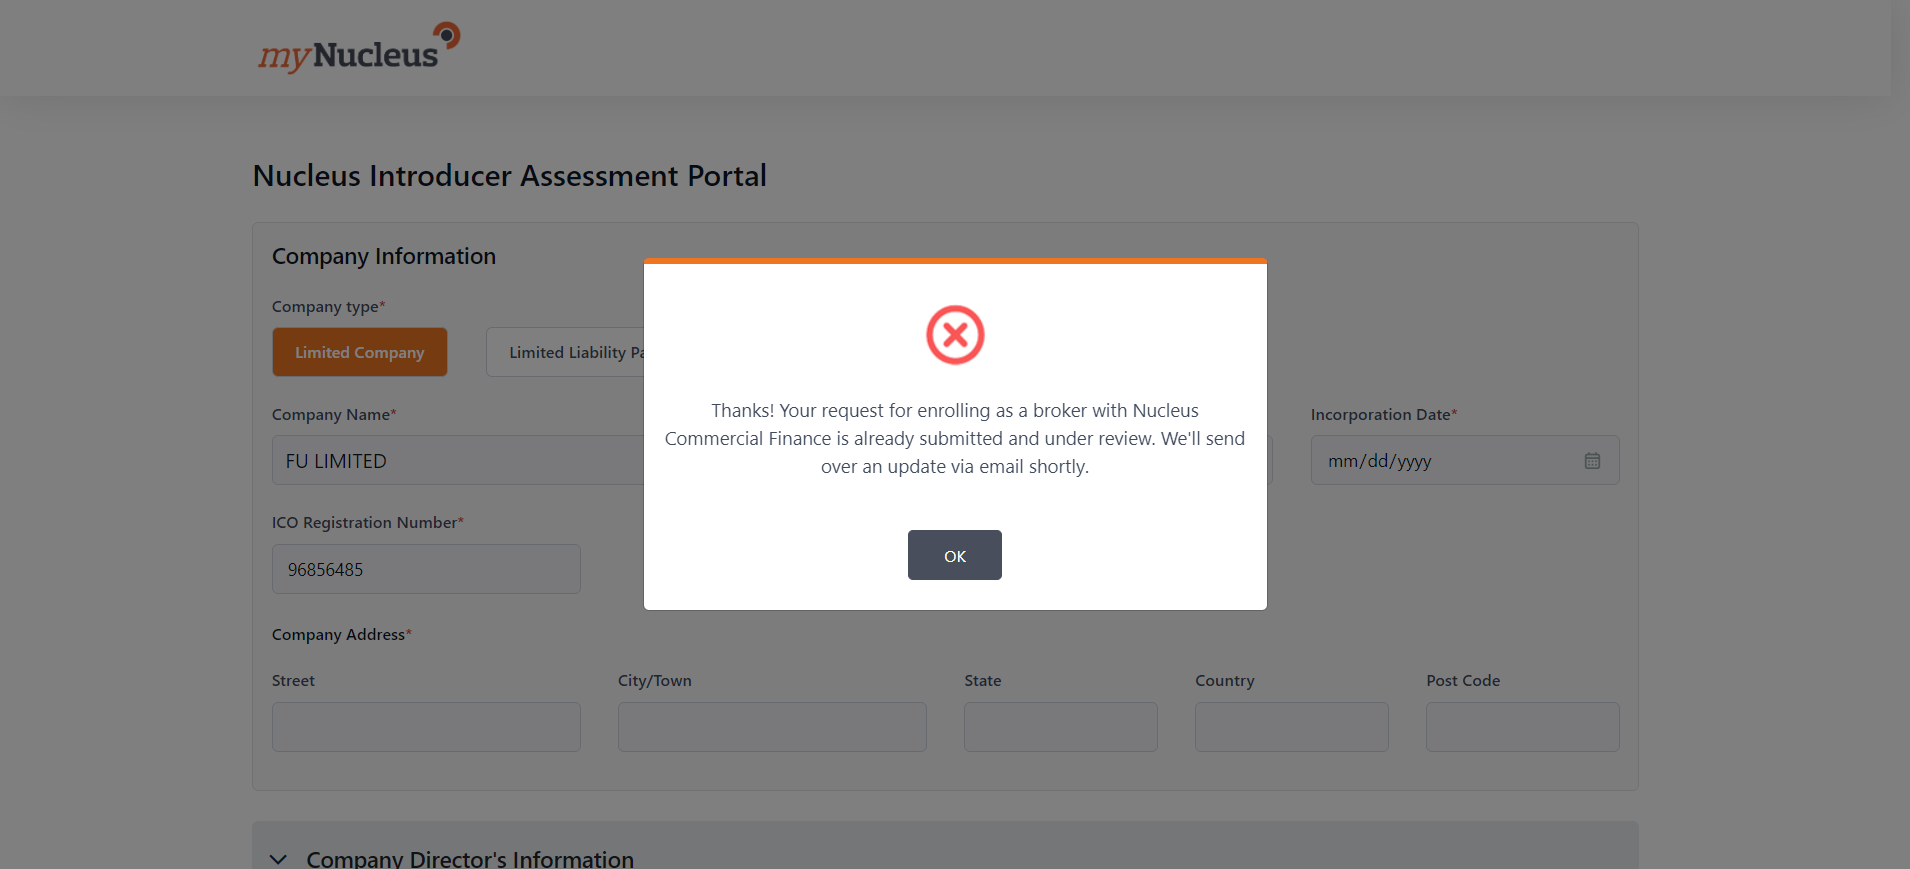 myNucleus
Nucleus Introducer Assessment Portal
Company Information
Company type*
Limited Company
Limited Liability Pa
Company Name*
Incorporation Date*
FU LIMITED
mm/dd/yyyy
ICO Registration Number*
96856485
Thanks! Your request for enrolling as a broker with Nucleus
Commercial Finance is already submitted and under review. We'll send
over an update via email shortly.
OK
Company Address*
Street
City/Town
State
Country
Post Code
Company Director's Information